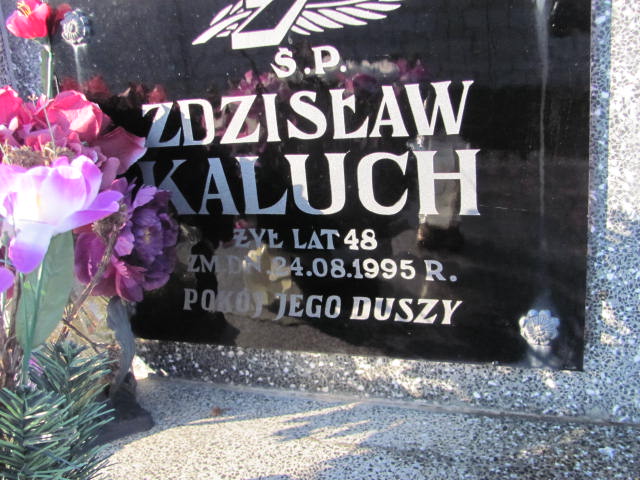 Ś.P.
ZDZISŁAW
KALUCH
ŻYŁ LAT 48
ZM. DN. 24.08.1995 R.
POKÓJ JEGO DUSZY